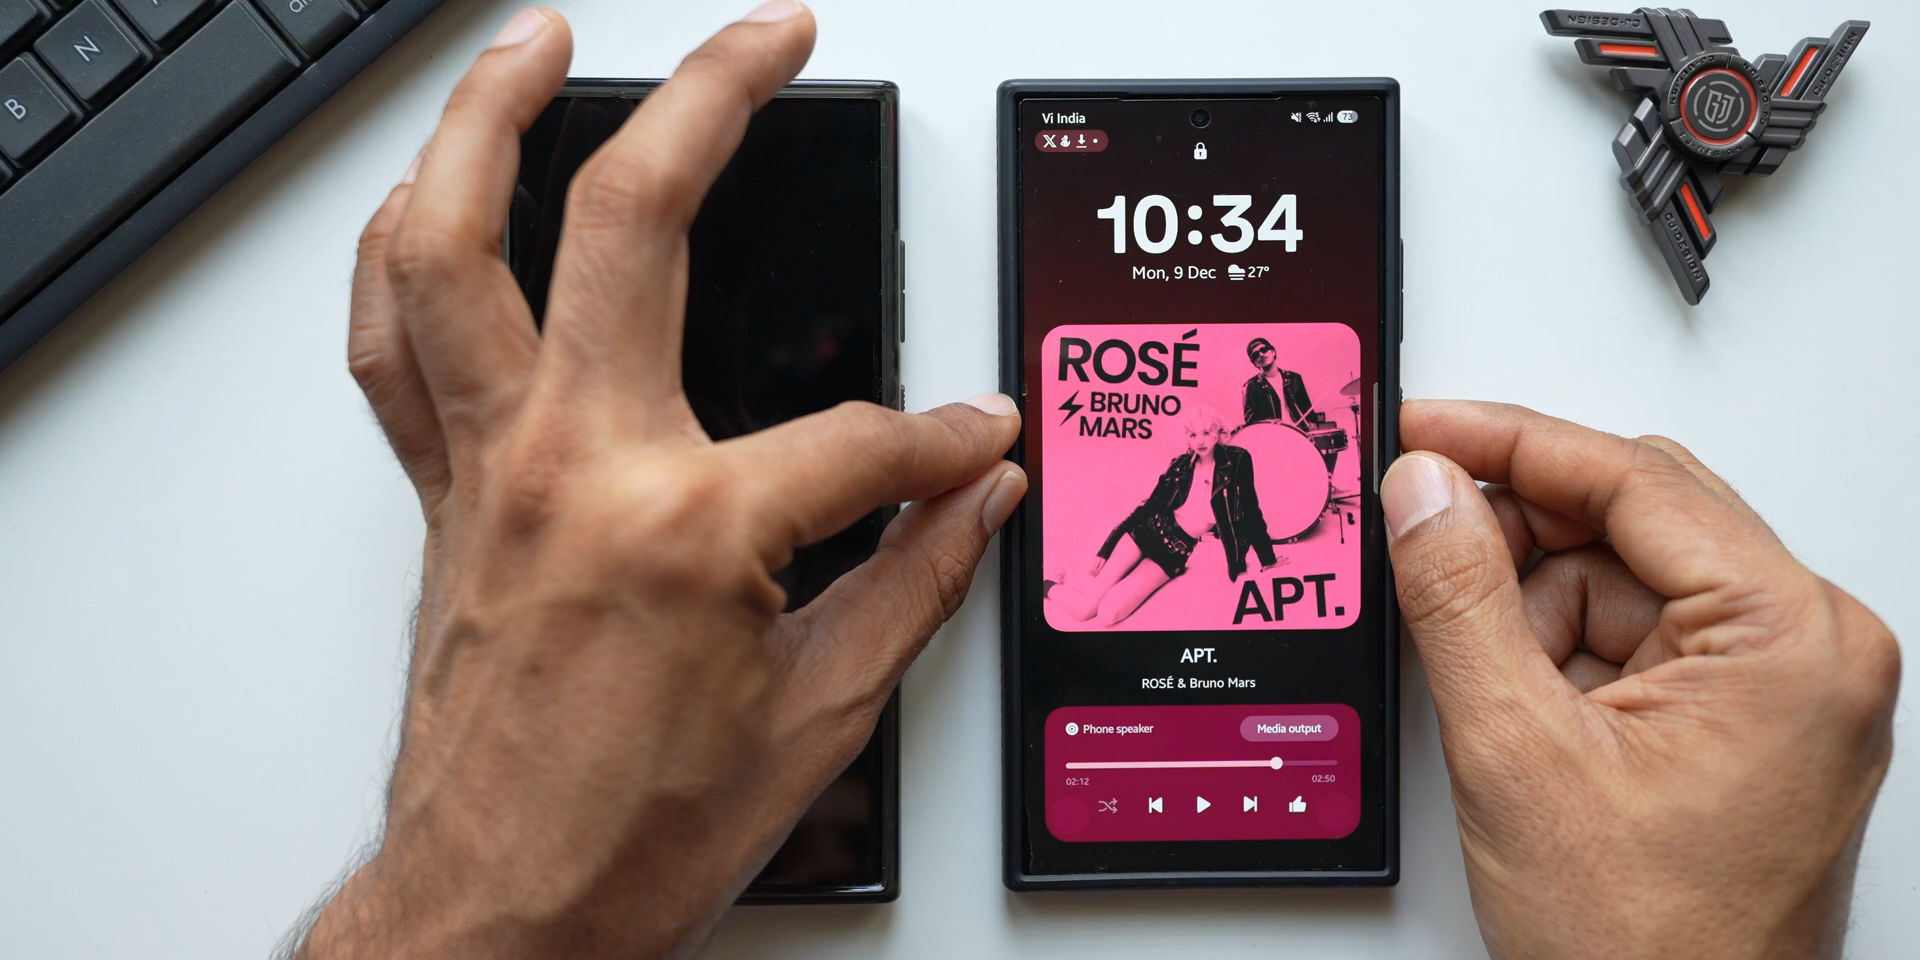 N
B
Vi India
73
10:34
Mon, 9 Dec 27°
ROSÉ
BRUNO
MARS
APT.
APT.
ROSÉ & Bruno Mars
Phone speaker
Media output
02:12
02:50